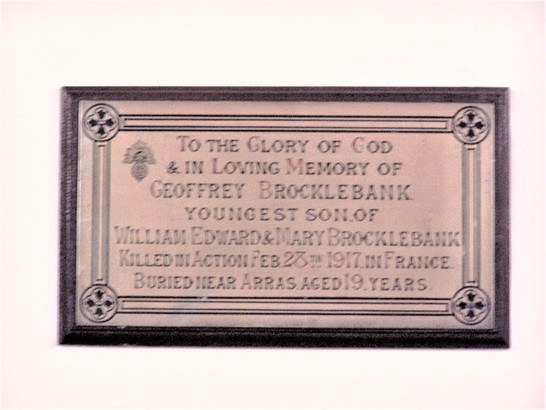 TO THE GLORY OF GOD
& IN LOVING MEMORY OF
GEOFFREY BROCKLEBANK.
YOUNGEST SON.OF
WILLIAM EDWARD & MARY BROCKLEBANK
KILLED IN ACTION FEB. 28TH 1917. IN FRANCE.
BURIED NEAR ARRAS. AGED 19. YEARS.